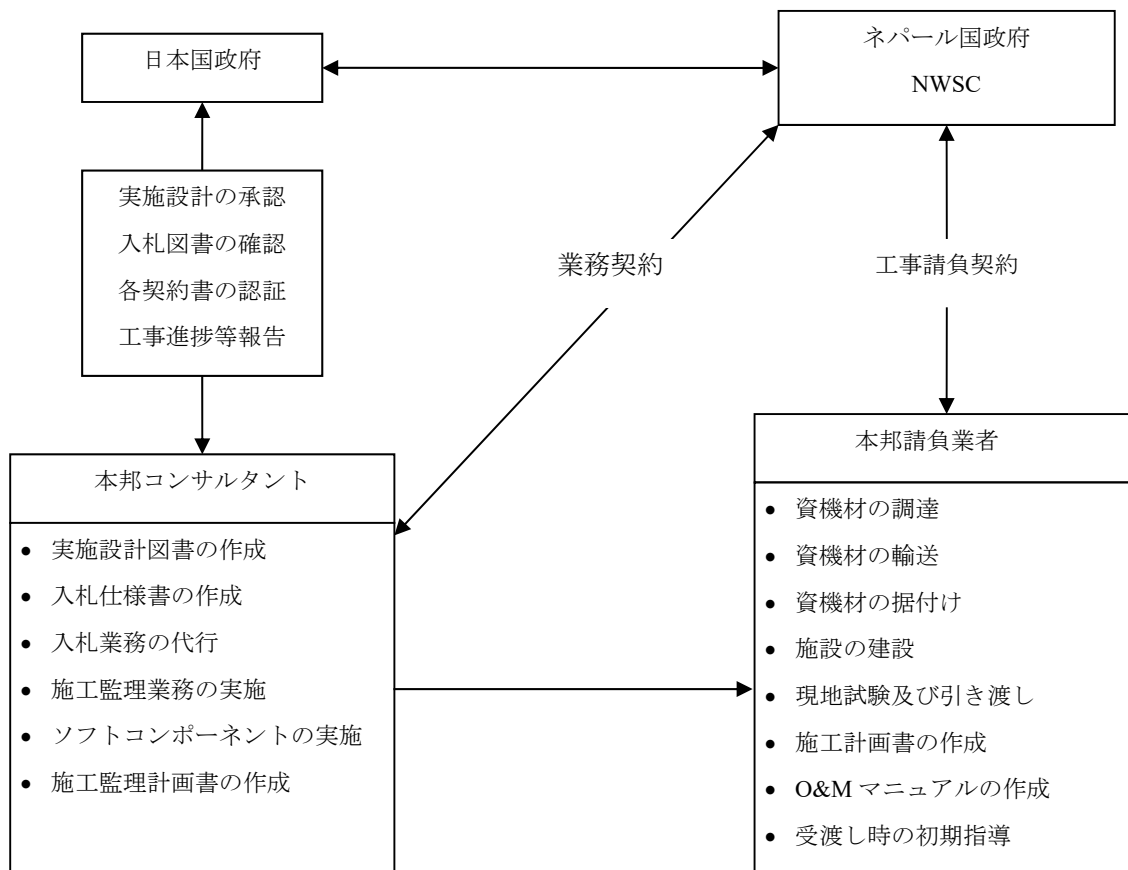 日本国政府
ネパール国政府
NWSC
実施設計の承認
入札図書の確認
各契約書の認証
工事進捗等報告
業務契約
工事請負契約
本邦コンサルタント
• 実施設計図書の作成
• 入札仕様書の作成
• 入札業務の代行
• 施工監理業務の実施
• ソフトコンポーネントの実施
• 施工監理計画書の作成
本邦請負業者
• 資機材の調達
• 資機材の輸送
• 資機材の据付け
• 施設の建設
• 現地試験及び引き渡し
• 施工計画書の作成
• O&M マニュアルの作成
• 受渡し時の初期指導